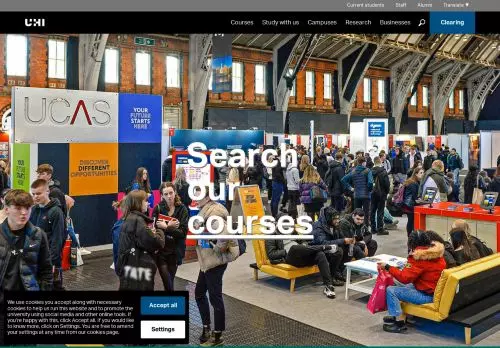 Current students Staff Alumni Translate ▼
UHI
Courses Study with us Campuses Research Businesses Clearing
UCAS
YOUR
FUTURE
STARTS
HERE
DISCOVER
DIFFERENT
OPPORTUNITIES
Search
our
courses
TATE
We use cookies you accept along with necessary
cookies to help us run this website and to promote the
university using social media and other online tools. If
you're happy with this, click Accept all. If you would like
to know more, click on Settings. You are free to amend
your settings at any time from our cookies page.
Accept all
Settings